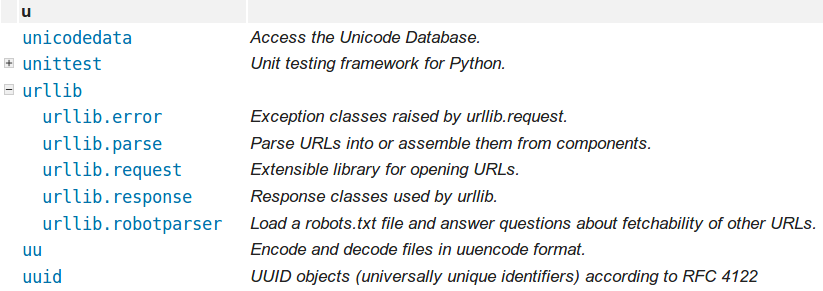 u
unicodedata Access the Unicode Database.
unittest Unit testing framework for Python.
urllib
urllib.error Exception classes raised by urllib.request.
urllib.parse Parse URLs into or assemble them from components.
urllib.request Extensible library for opening URLs.
urllib.response Response classes used by urllib.
urllib.robotparser Load a robots.txt file and answer questions about fetchability of other URLs.
uu Encode and decode files in uuencode format.
uuid UUID objects (universally unique identifiers) according to RFC 4122